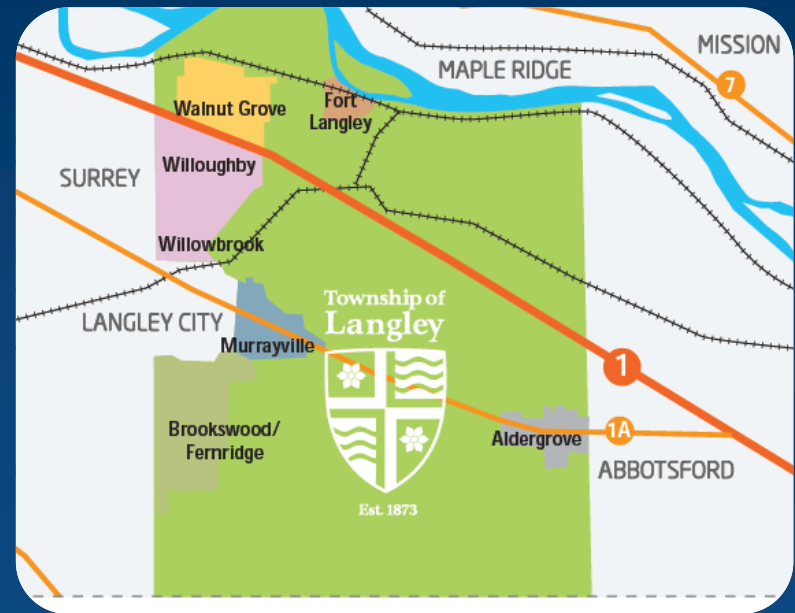 MISSION
MAPLE RIDGE
7
Walnut Grove
Fort
Langley
Willoughby
SURREY
Willowbrook
Township of
Langley
LANGLEY CITY
Murrayville
1
Brookswood/
Fernridge
Aldergrove
1A
ABBOTSFORD
Est. 1873